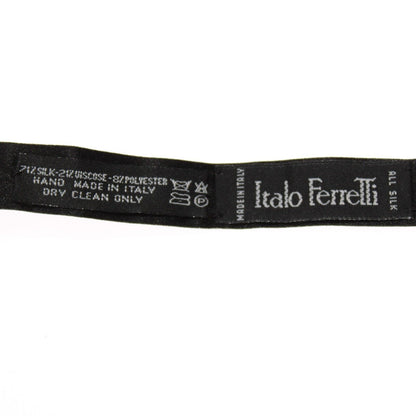 71%SILK-21%VISCOSE-8%POLYESTER
HAND MADE IN ITALY
DRY CLEAN ONLY
P
MADE IN ITALY
Italo Ferretti
ALL SILK